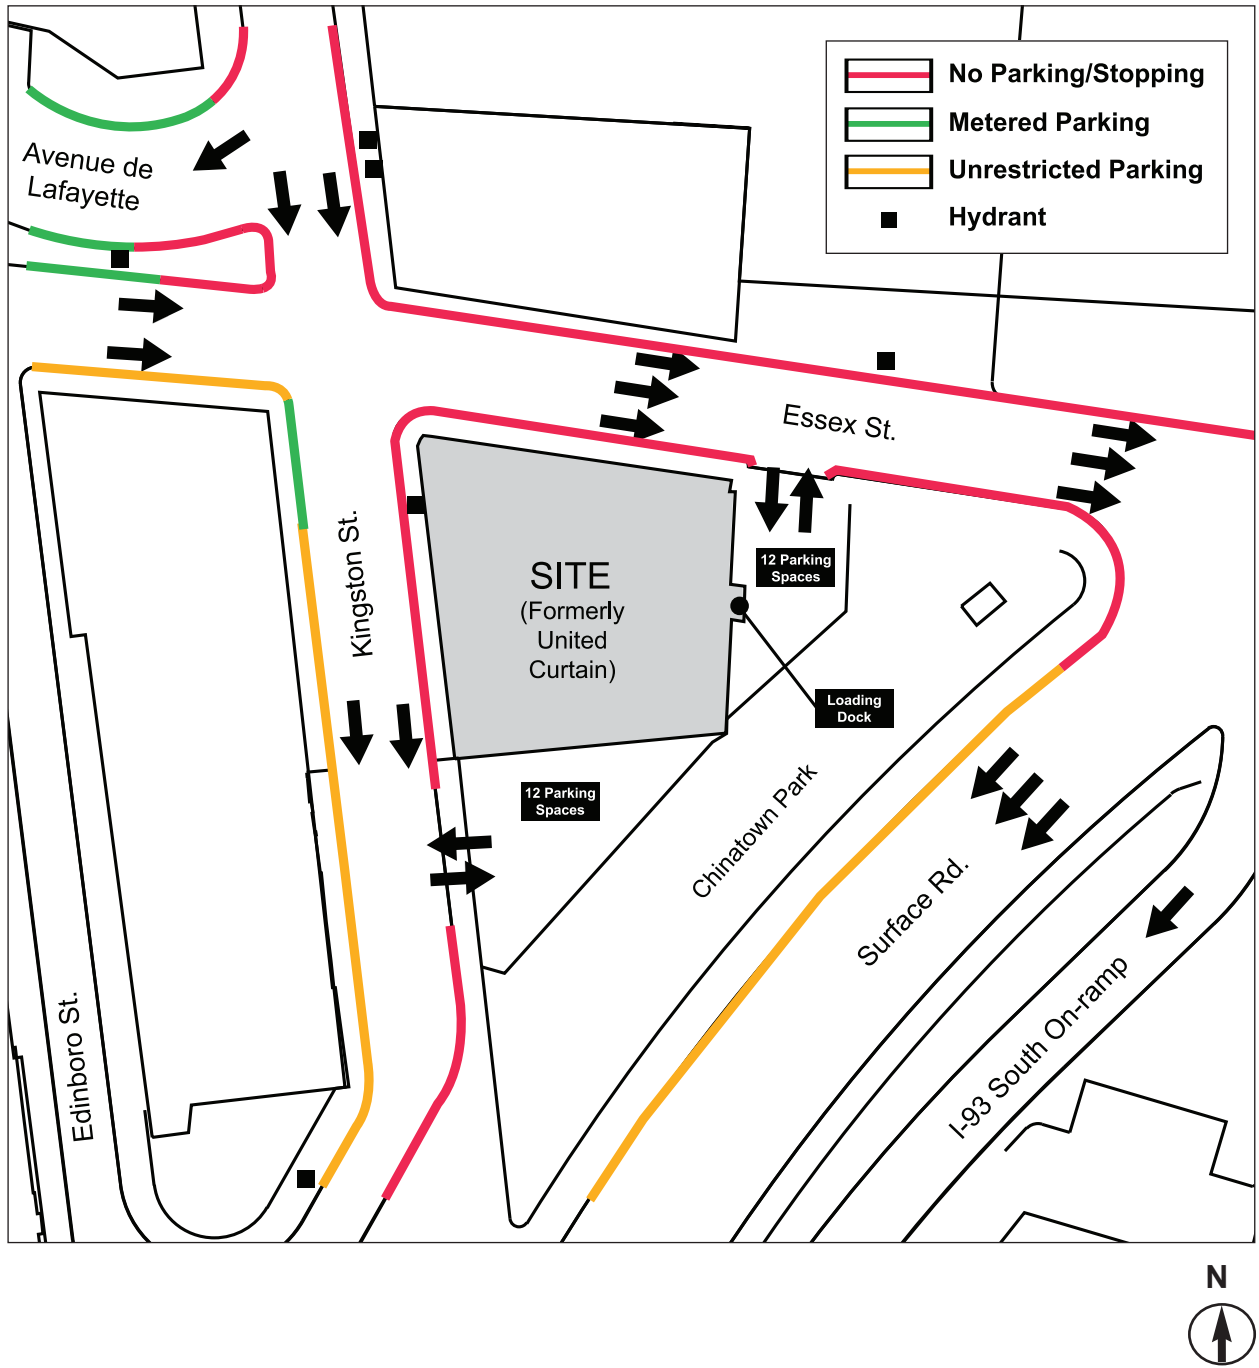 No Parking/Stopping
Metered Parking
Unrestricted Parking
Hydrant
Avenue de
Lafayette
Essex St.
Kingston St.
SITE
(Formerly
United
Curtain)
12 Parking
Spaces
Loading
Dock
12 Parking
Spaces
Chinatown Park
Surface Rd.
I-93 South On-ramp
Edinboro St.
N